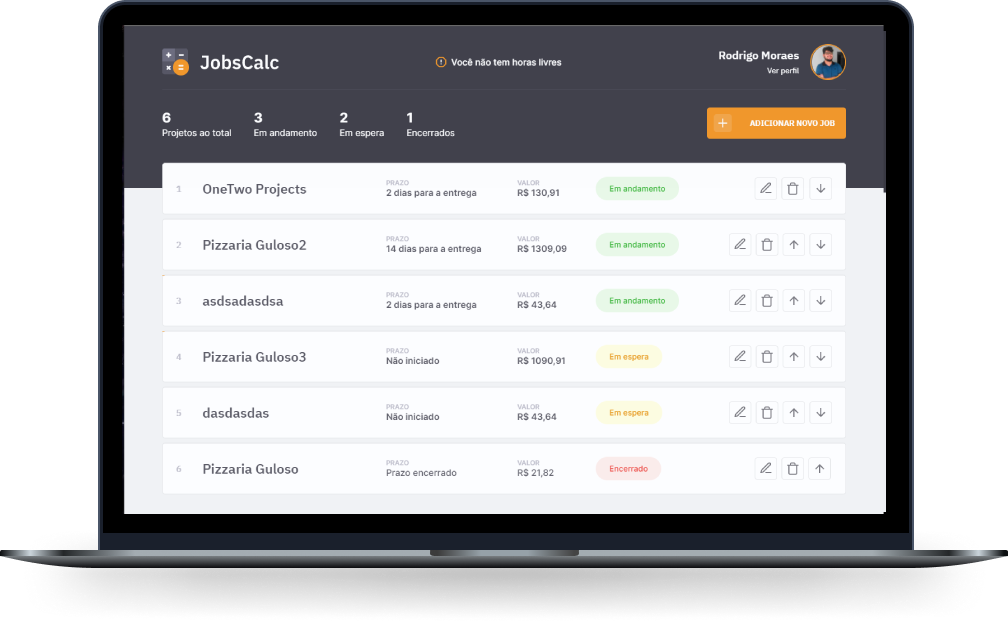 JobsCalc
Você não tem horas livres
Rodrigo Moraes
Ver perfil
6
Projetos ao total
3
Em andamento
2
Em espera
1
Encerrados
ADICIONAR NOVO JOB
1
OneTwo Projects
PRAZO
2 dias para a entrega
VALOR
R$ 130,91
Em andamento
2
Pizzaria Guloso2
PRAZO
14 dias para a entrega
VALOR
R$ 1309,09
Em andamento
3
asdsadasdsa
PRAZO
2 dias para a entrega
VALOR
R$ 43,64
Em andamento
4
Pizzaria Guloso3
PRAZO
Não iniciado
VALOR
R$ 1090,91
Em espera
5
dasdasdas
PRAZO
Não iniciado
VALOR
R$ 43,64
Em espera
6
Pizzaria Guloso
PRAZO
Prazo encerrado
VALOR
R$ 21,82
Encerrado